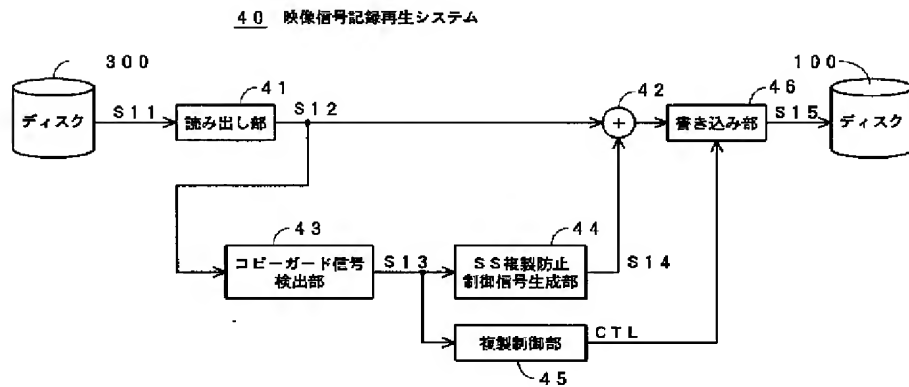 40 映像信号記録再生システム
300
100
41
42
46
ディスク
S11
読み出し部
S12
+
書き込み部
S15
ディスク
43
44
コピーガード信号
検出部
S13
SS複製防止
制御信号生成部
S14
複製制御部
CTL
45